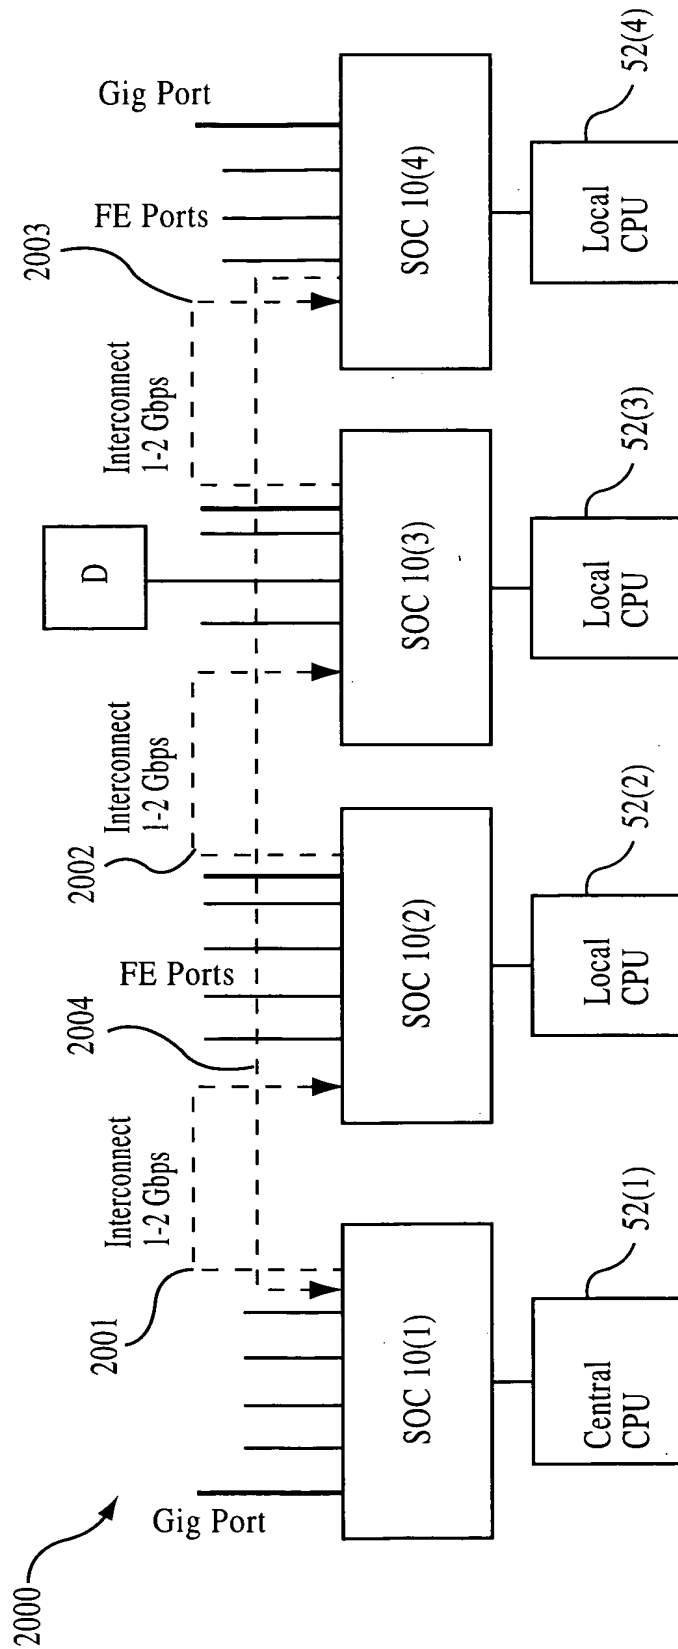 2000
Gig Port
2001
Interconnect
1-2 Gbps
2004
FE Ports
2002
Interconnect
1-2 Gbps
D
Interconnect
1-2 Gbps
2003
FE Ports
Gig Port
SOC 10(1)
SOC 10(2)
SOC 10(3)
SOC 10(4)
Central
CPU
52(1)
Local
CPU
52(2)
Local
CPU
52(3)
Local
CPU
52(4)